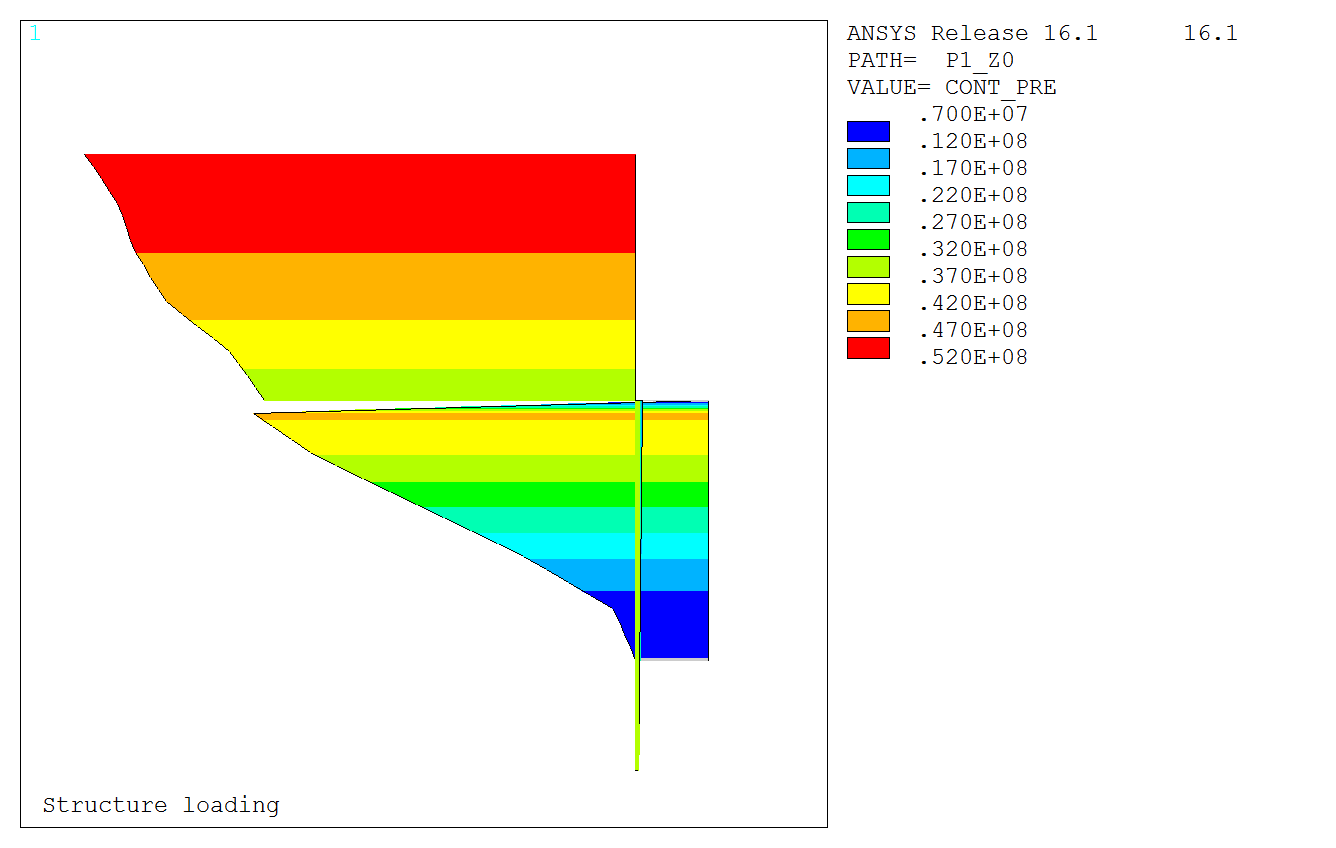 1
ANSYS Release 16.1 16.1
PATH= P1_Z0
VALUE= CONT_PRE
.700E+07
.120E+08
.170E+08
.220E+08
.270E+08
.320E+08
.370E+08
.420E+08
.470E+08
.520E+08
Structure loading